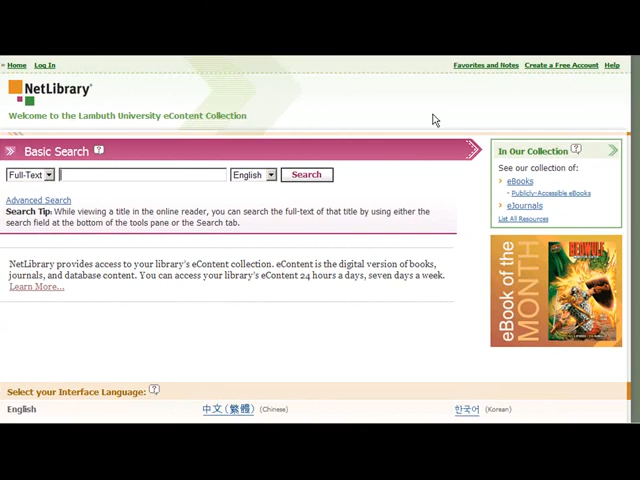 » Home Log In Favorites and Notes Create a Free Account Help
NetLibrary®
Welcome to the Lambuth University eContent Collection
Basic Search ?
Full-Text English Search
Advanced Search
Search Tip: While viewing a title in the online reader, you can search the full-text of that title by using either the
search field at the bottom of the tools pane or the Search tab.
In Our Collection ?
See our collection of:
› eBooks
• Publicly-Accessible eBooks
› eJournals
List All Resources
NetLibrary provides access to your library's eContent collection. eContent is the digital version of books,
journals, and database content. You can access your library's eContent 24 hours a days, seven days a week.
Learn More...
eBook of the
MONTH
BEOWULF
Select your Interface Language: ?
English 中文 (繁體) (Chinese) 한국어 (Korean)